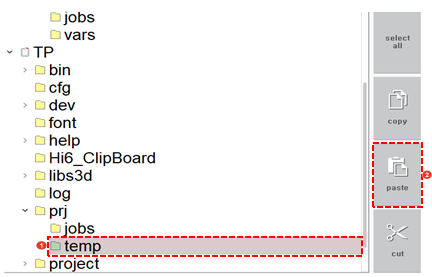 jobs
vars
TP
bin
cfg
dev
font
help
Hi6_ClipBoard
libs3d
log
prj
jobs
1 temp
project
select
all
copy
paste
2
cut